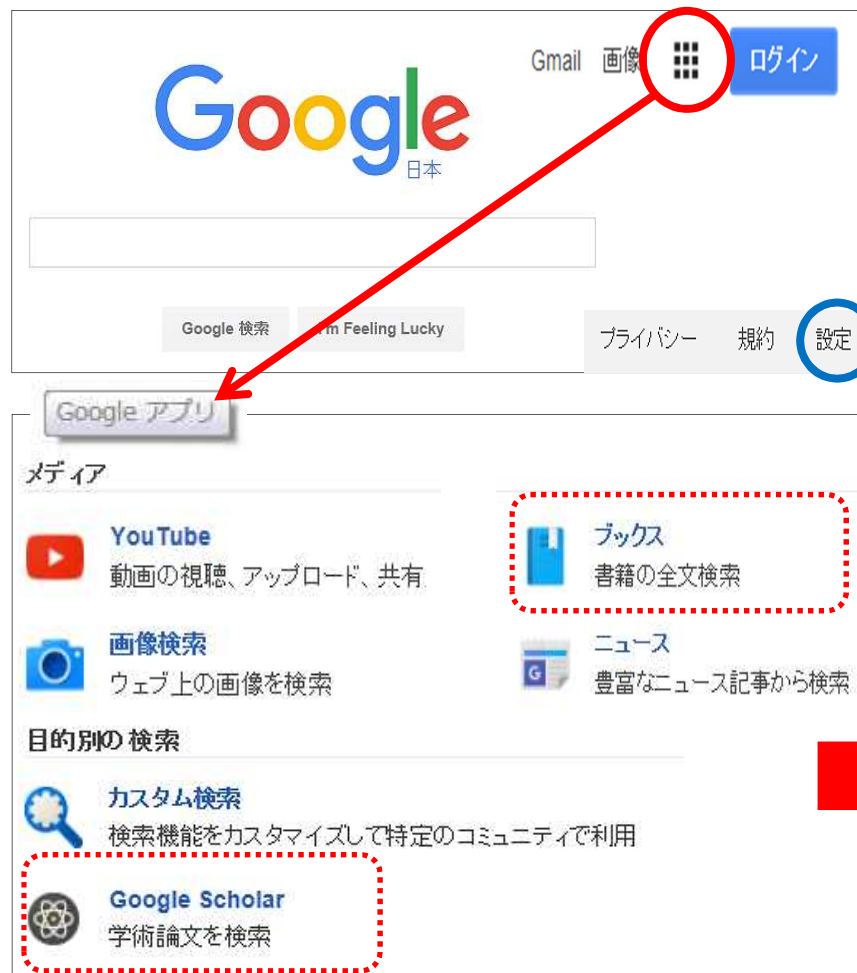 Gmail 画像 ログイン
Google
日本
Google 検索 I'm Feeling Lucky
プライバシー 規約 設定
Google アプリ
メディア
YouTube
動画の視聴、アップロード、共有
ブックス
書籍の全文検索
画像検索
ウェブ上の画像を検索
ニュース
豊富なニュース記事から検索
目的別の検索
カスタム検索
検索機能をカスタマイズして特定のコミュニティで利用
Google Scholar
学術論文を検索